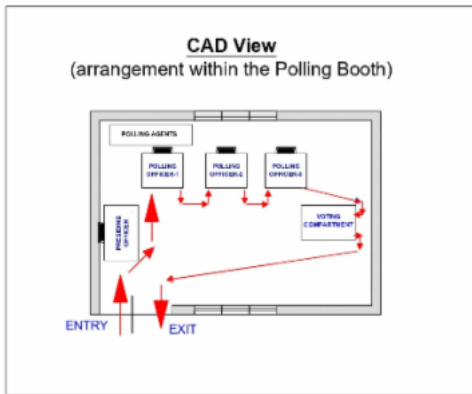 CAD View
(arrangement within the Polling Booth)
POLLING AGENTS
POLLING
OFFICER-1
POLLING
OFFICER-2
POLLING
OFFICER-3
PRESIDING
OFFICER
VOTING
COMPARTMENT
ENTRY
EXIT